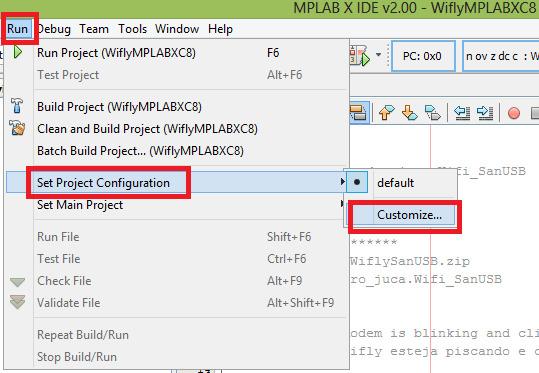 MPLAB X IDE v2.00 - WiflyMPLABXC8
Run Debug Team Tools Window Help
Run Project (WiflyMPLABXC8) F6
Test Project Alt+F6
Build Project (WiflyMPLABXC8)
Clean and Build Project (WiflyMPLABXC8)
Batch Build Project... (WiflyMPLABXC8)
Set Project Configuration
Set Main Project
Run File Shift+F6
Test File Ctrl+F6
Check File Alt+F9
Validate File Alt+Shift+F9
Repeat Build/Run
Stop Build/Run
default
Customize...
PC: 0x0
n ov z dc c : W
Wifi_SanUSB
******
WiflySanUSB.zip
ro_juca.Wifi_SanUSB
odem is blinking and cli
ifly esteja piscando e c